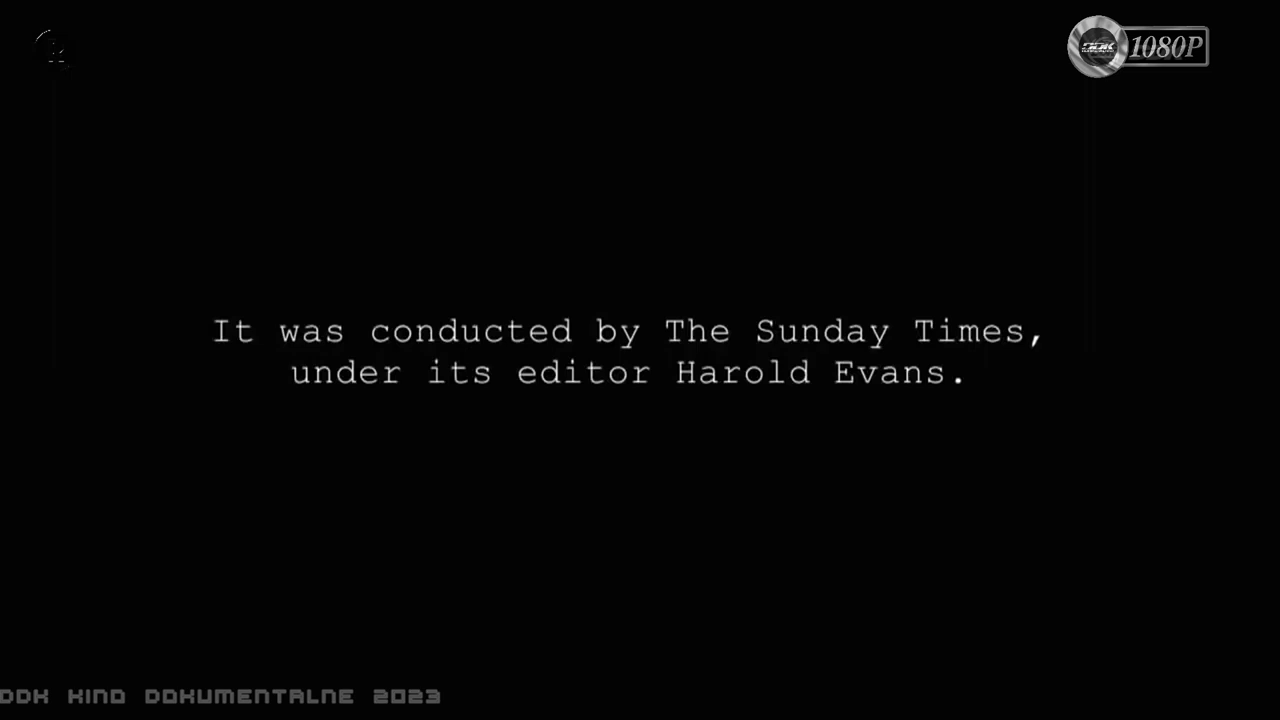 1080P
It was conducted by The Sunday Times,
under its editor Harold Evans.
DDK KINO DOKUMENTALNE 2023